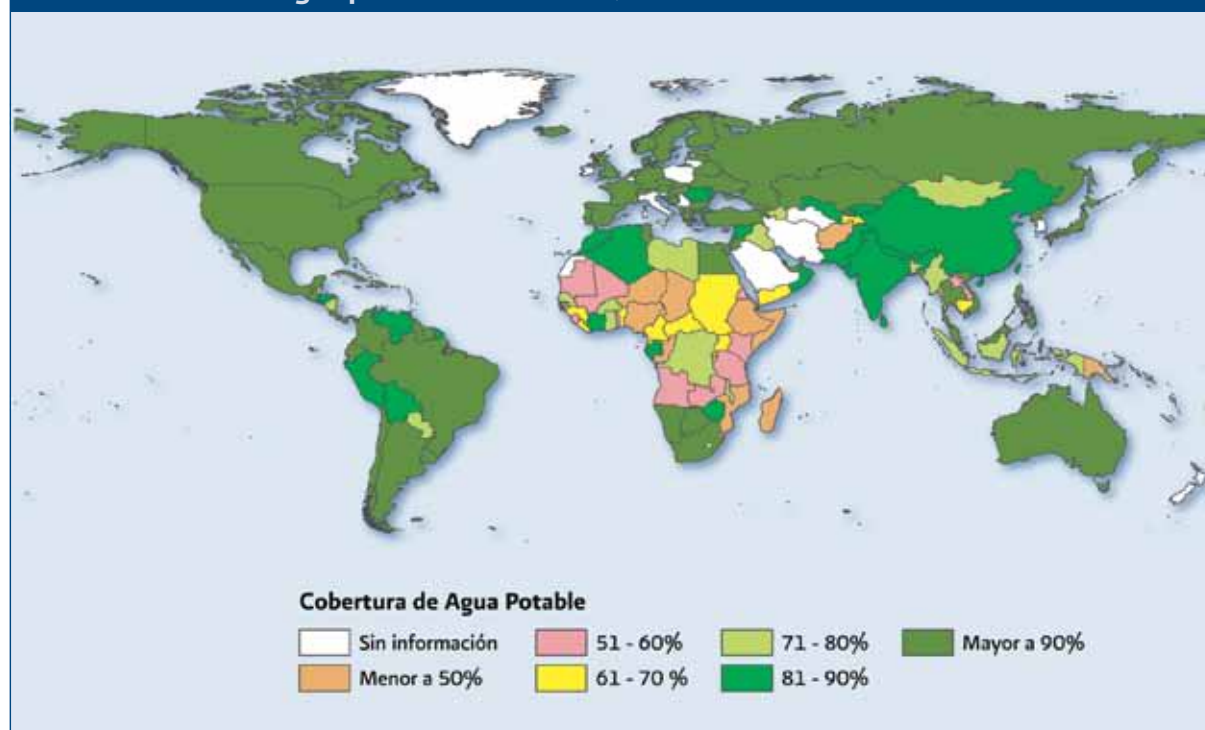 Cobertura de Agua Potable
Sin información
51 - 60%
71 - 80%
Mayor a 90%
Menor a 50%
61 - 70 %
81 - 90%